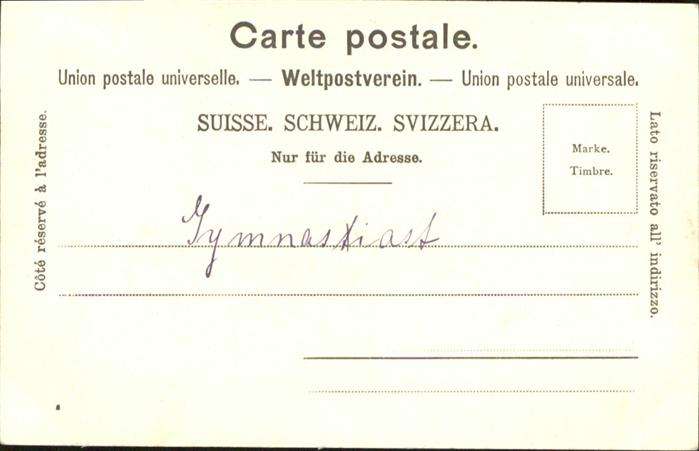 Carte postale.
Union postale universelle. — Weltpostverein. — Union postale universale.
SUISSE. SCHWEIZ. SVIZZERA.
Nur für die Adresse.
Marke.
Timbre.
Côté réservé à l'adresse.
Lato riservato all' indirizzo.
Gymnastiast